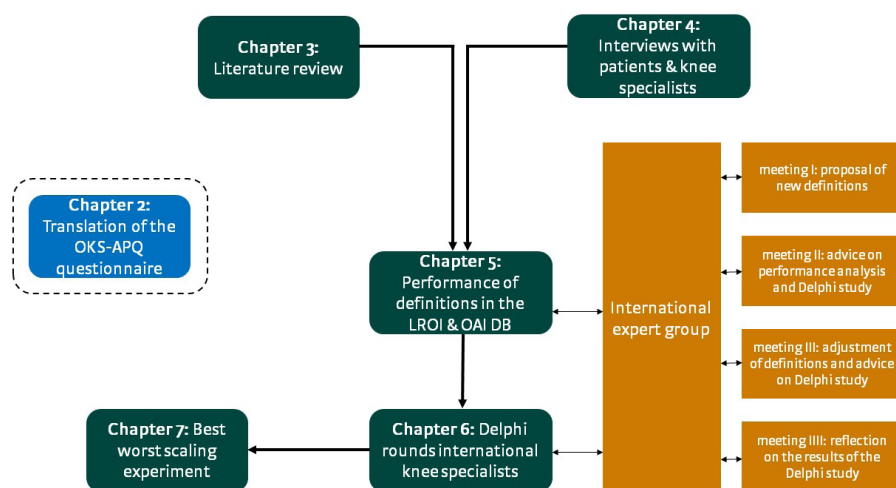 Chapter 3:
Literature review
Chapter 4:
Interviews with
patients & knee
specialists
Chapter 2:
Translation of the
OKS-APQ
questionnaire
Chapter 5:
Performance of
definitions in the
LROI & OAI DB
International
expert group
meeting I: proposal of
new definitions
meeting II: advice on
performance analysis
and Delphi study
meeting III: adjustment
of definitions and advice
on Delphi study
meeting IIII: reflection
on the results of the
Delphi study
Chapter 6: Delphi
rounds international
knee specialists
Chapter 7: Best
worst scaling
experiment